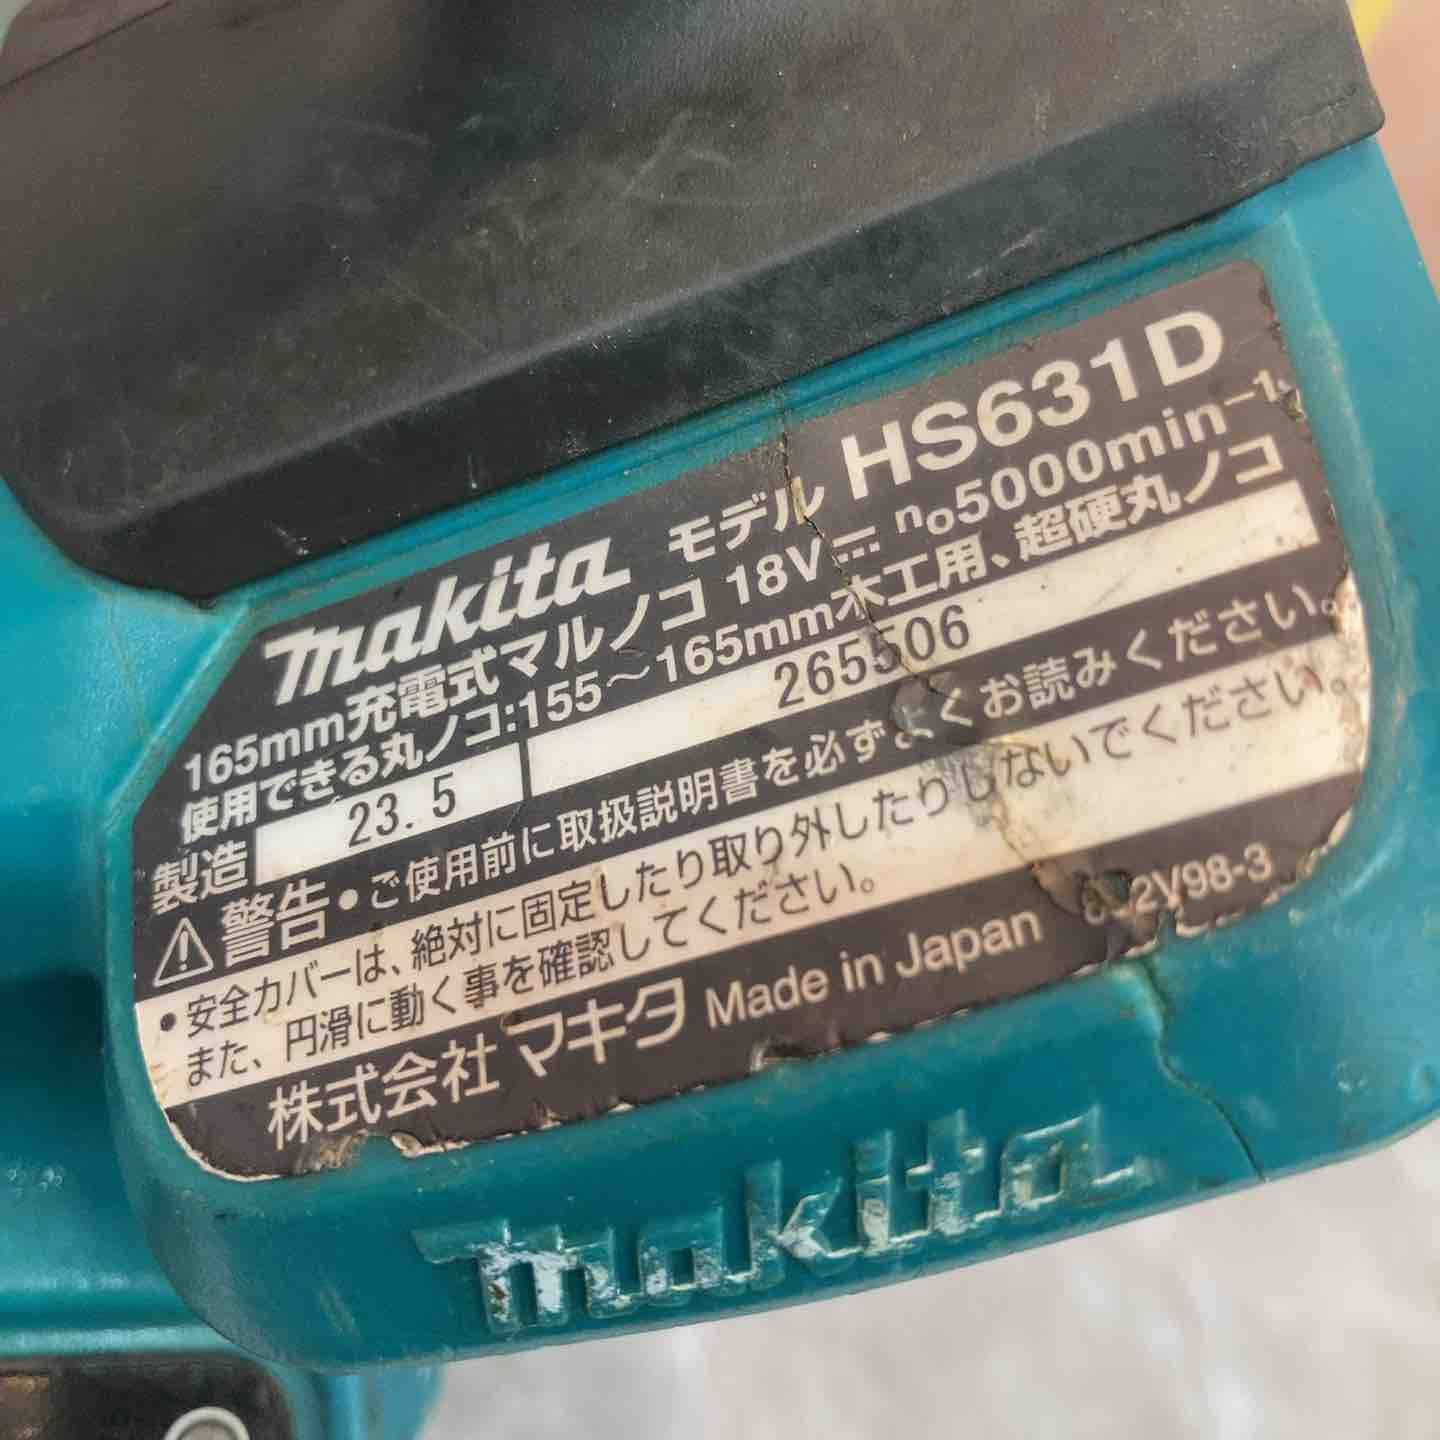 makita モデル HS631D
165mm充電式マルノコ 18V⎓ n₀5000min⁻¹
使用できる丸ノコ:155～165mm木工用、超硬丸ノコ
製造 23.5 265506
⚠警告 • ご使用前に取扱説明書を必ずよくお読みください。
• 安全カバーは、絶対に固定したり取り外したりしないでください。
また、円滑に動く事を確認してください。
株式会社 マキタ Made in Japan
makita